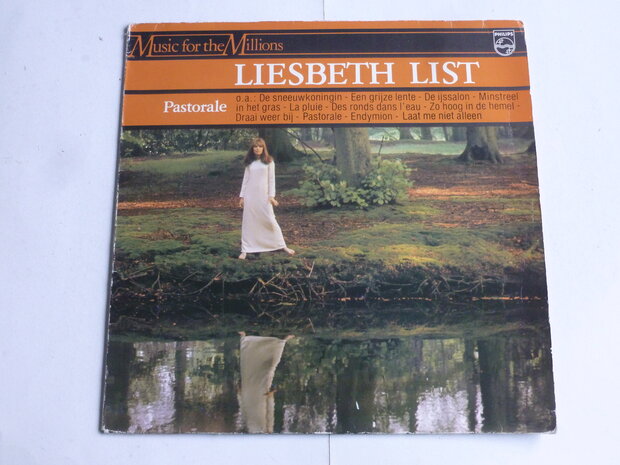 Music for the Millions
PHILIPS
LIESBETH LIST
Pastorale
o.a.: De sneeuwkoningin - Een grijze lente - De ijssalon - Minstreel
in het gras - La pluie - Des ronds dans l'eau - Zo hoog in de hemel -
Draai weer bij - Pastorale - Endymion - Laat me niet alleen